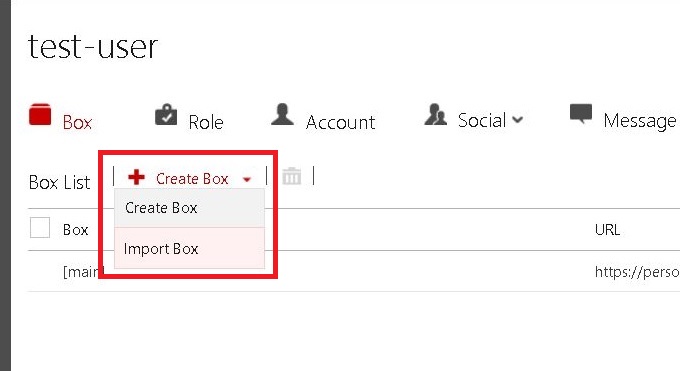 test-user
Box Role Account Social Message
Box List Create Box
Create Box
Box URL
Import Box
[main https://perso